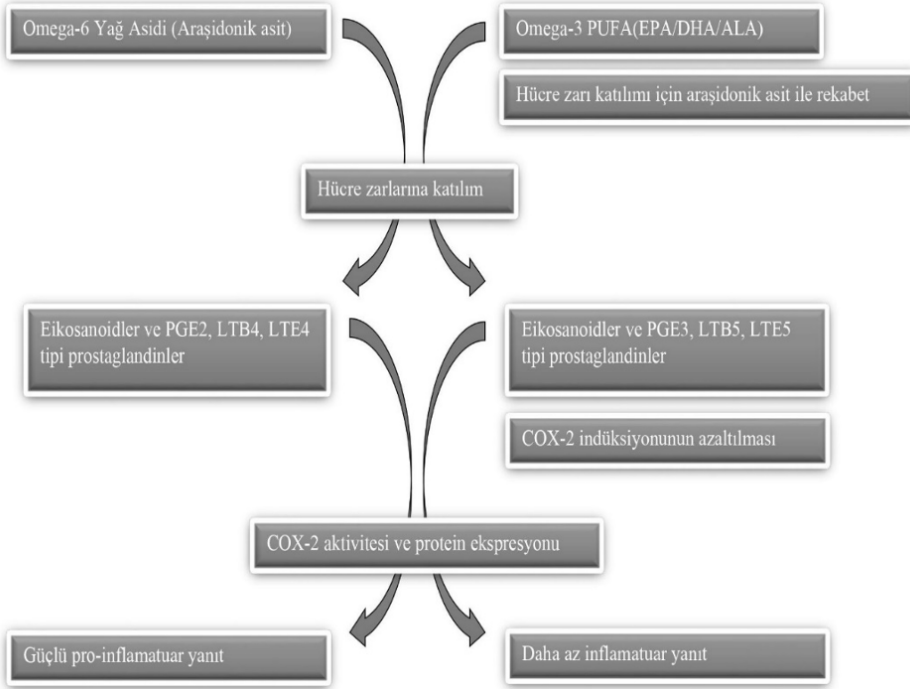 Omega-6 Yağ Asidi (Araşidonik asit)
Omega-3 PUFA(EPA/DHA/ALA)
Hücre zarı katılımı için araşidonik asit ile rekabet
Hücre zarlarına katılım
Eikosanoidler ve PGE2, LTB4, LTE4
tipi prostaglandinler
Eikosanoidler ve PGE3, LTB5, LTE5
tipi prostaglandinler
COX-2 indüksiyonunun azaltılması
COX-2 aktivitesi ve protein ekspresyonu
Güçlü pro-inflamatuar yanıt
Daha az inflamatuar yanıt